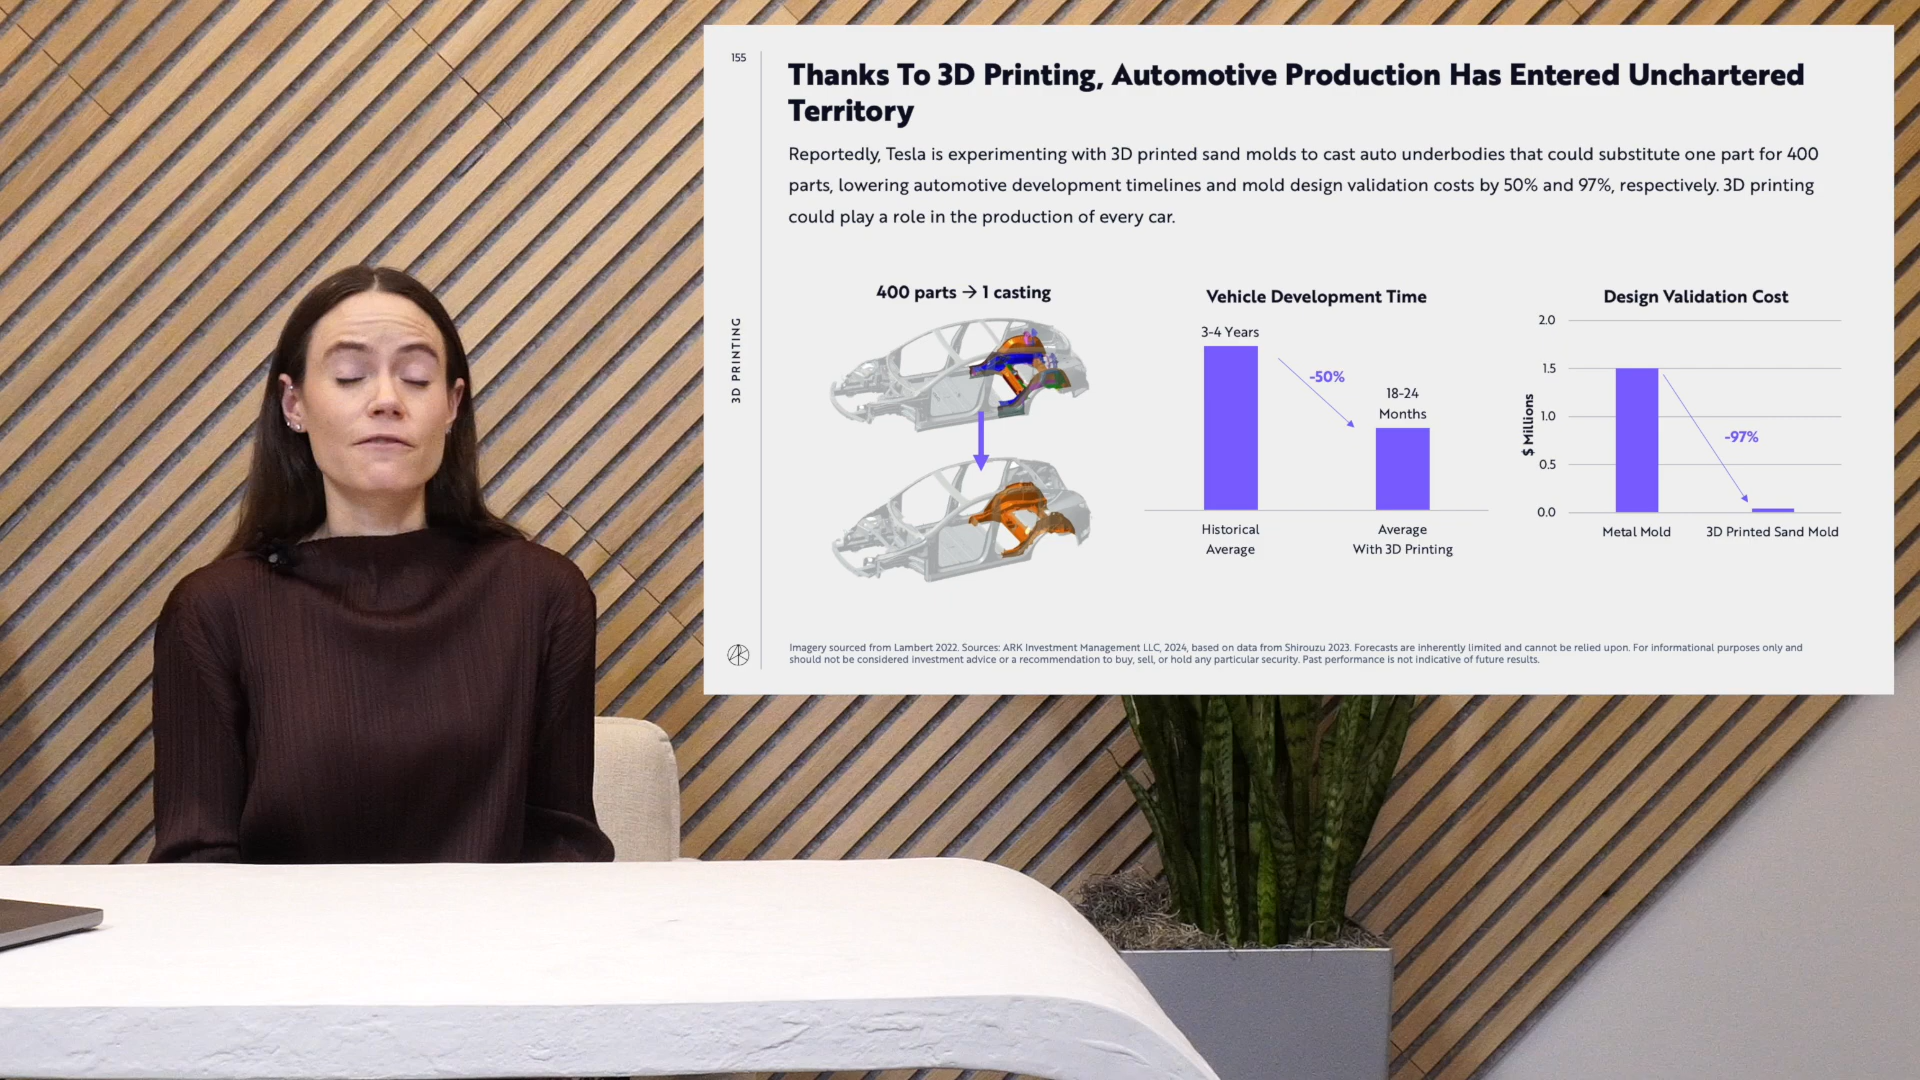 155
Thanks To 3D Printing, Automotive Production Has Entered Unchartered
Territory
Reportedly, Tesla is experimenting with 3D printed sand molds to cast auto underbodies that could substitute one part for 400
parts, lowering automotive development timelines and mold design validation costs by 50% and 97%, respectively. 3D printing
could play a role in the production of every car.
3D PRINTING
400 parts → 1 casting
Vehicle Development Time
3-4 Years
-50%
18-24
Months
Historical
Average
Average
With 3D Printing
Design Validation Cost
$ Millions
2.0
1.5
1.0
0.5
0.0
-97%
Metal Mold
3D Printed Sand Mold
Imagery sourced from Lambert 2022. Sources: ARK Investment Management LLC, 2024, based on data from Shirouzu 2023. Forecasts are inherently limited and cannot be relied upon. For informational purposes only and
should not be considered investment advice or a recommendation to buy, sell, or hold any particular security. Past performance is not indicative of future results.